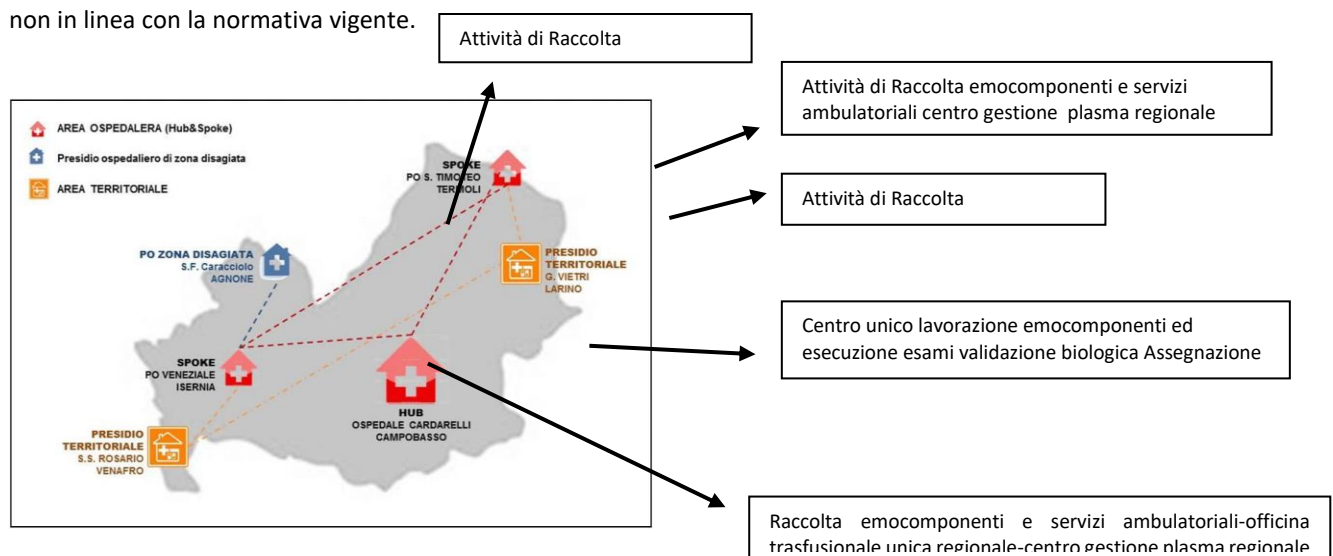 non in linea con la normativa vigente.
Attività di Raccolta
Attività di Raccolta emocomponenti e servizi
ambulatoriali centro gestione plasma regionale
AREA OSPEDALERA (Hub&Spoke)
Presidio ospedaliero di zona disagiata
AREA TERRITORIALE
SPOKE
PO S. TIMOTEO
TERMOLI
Attività di Raccolta
PO ZONA DISAGIATA
S.F. Caracciolo
AGNONE
PRESIDIO
TERRITORIALE
G. VIETRI
LARINO
Centro unico lavorazione emocomponenti ed
esecuzione esami validazione biologica Assegnazione
SPOKE
PO VENEZIALE
ISERNIA
HUB
OSPEDALE CARDARELLI
CAMPOBASSO
PRESIDIO
TERRITORIALE
S.S. ROSARIO
VENAFRO
Raccolta emocomponenti e servizi ambulatoriali-officina
trasfusionale unica regionale-centro gestione plasma regionale